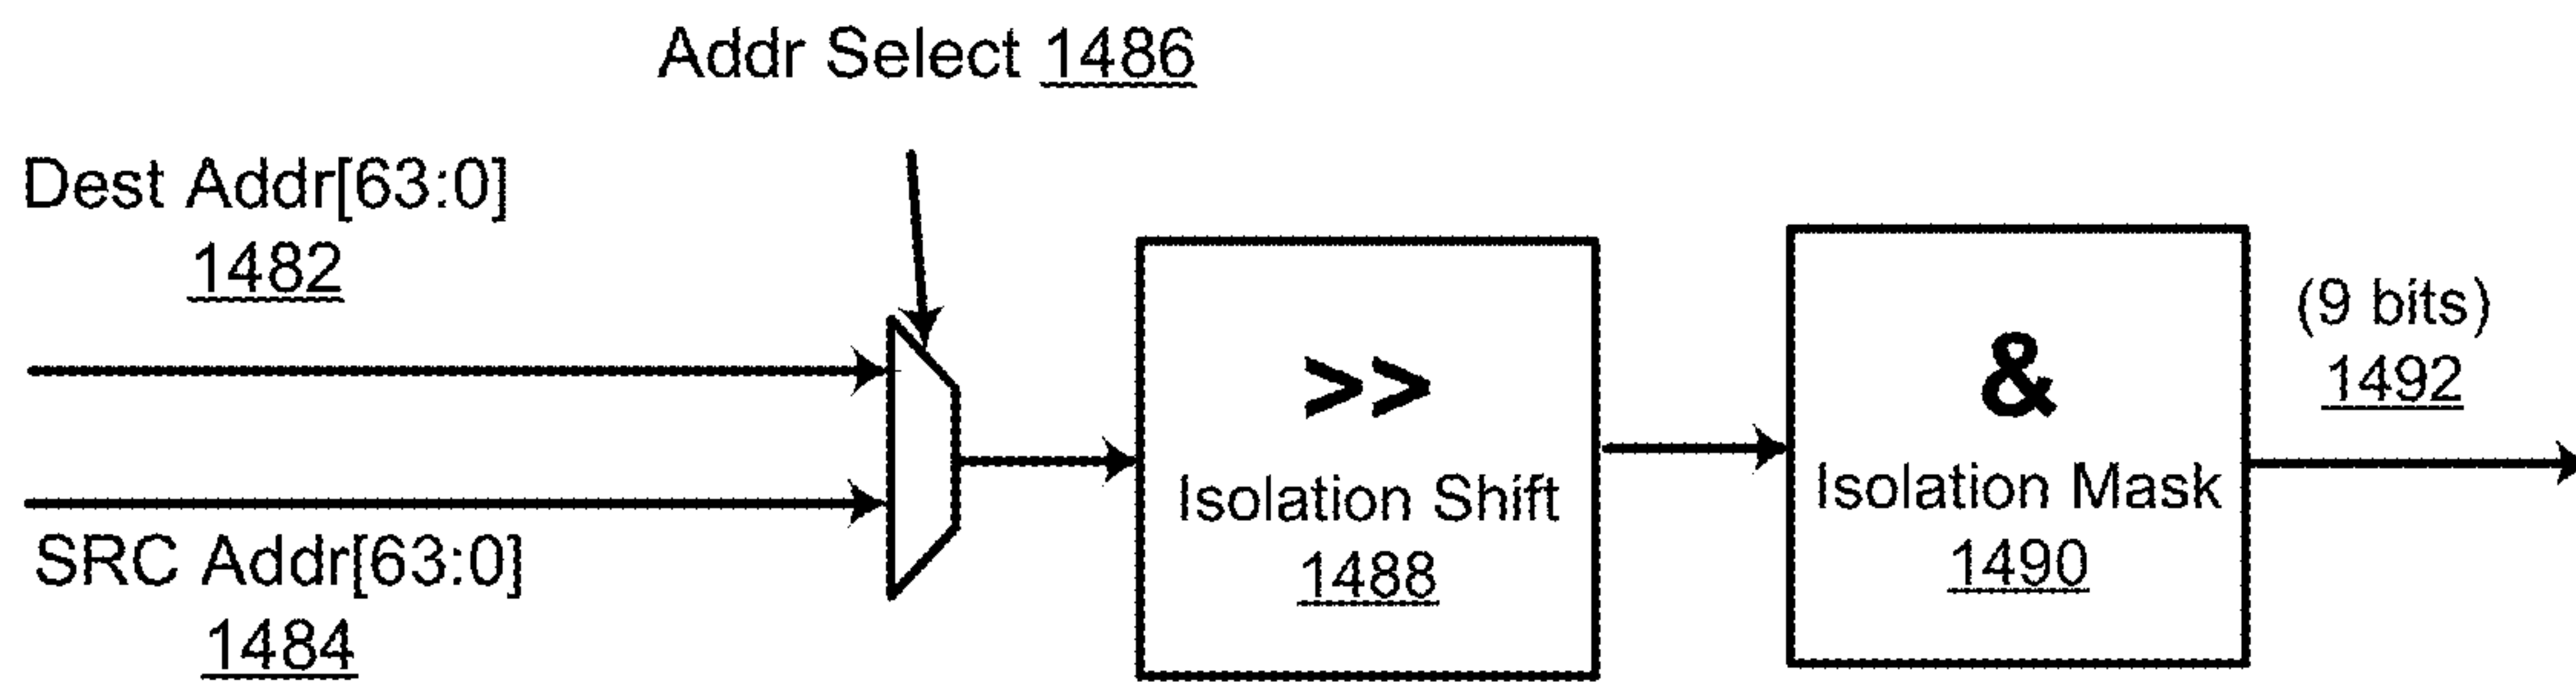 Addr Select 1486
Dest Addr[63:0]
1482
SRC Addr[63:0]
1484
>>
Isolation Shift
1488
&
Isolation Mask
1490
(9 bits)
1492